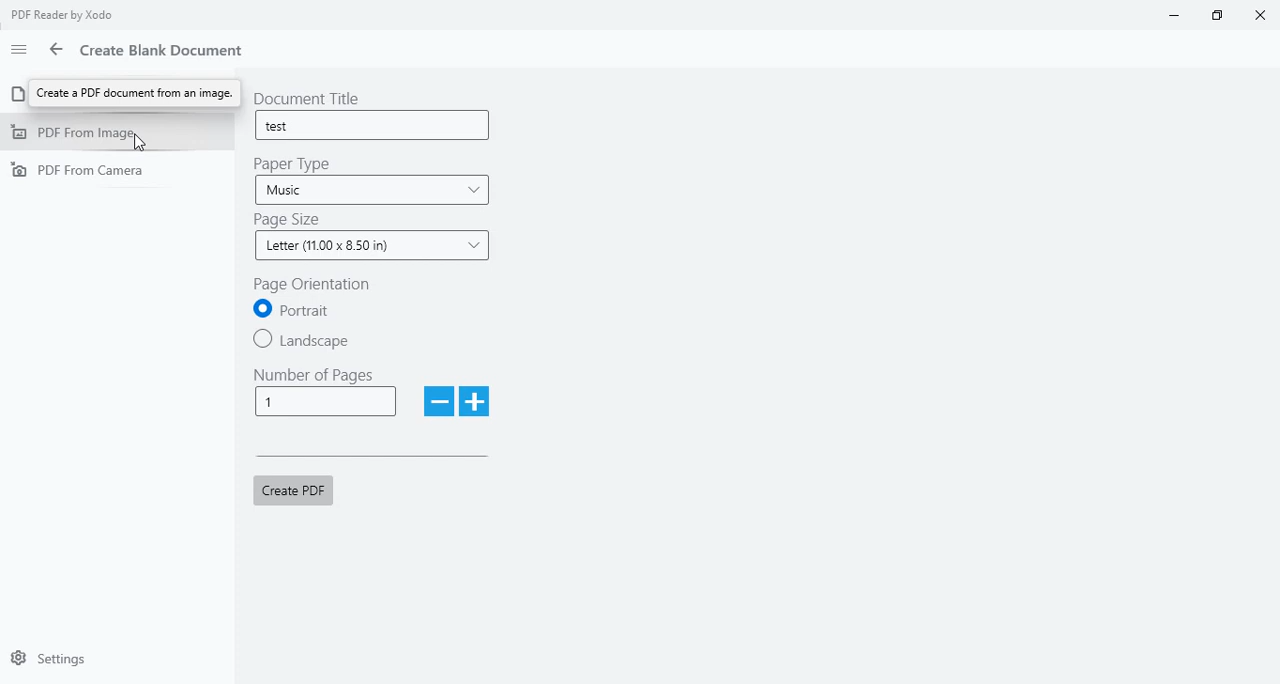 PDF Reader by Xodo
Create Blank Document
Create a PDF document from an image.
PDF From Image
PDF From Camera
Settings
Document Title
test
Paper Type
Music
Page Size
Letter (11.00 x 8.50 in)
Page Orientation
Portrait
Landscape
Number of Pages
1
Create PDF